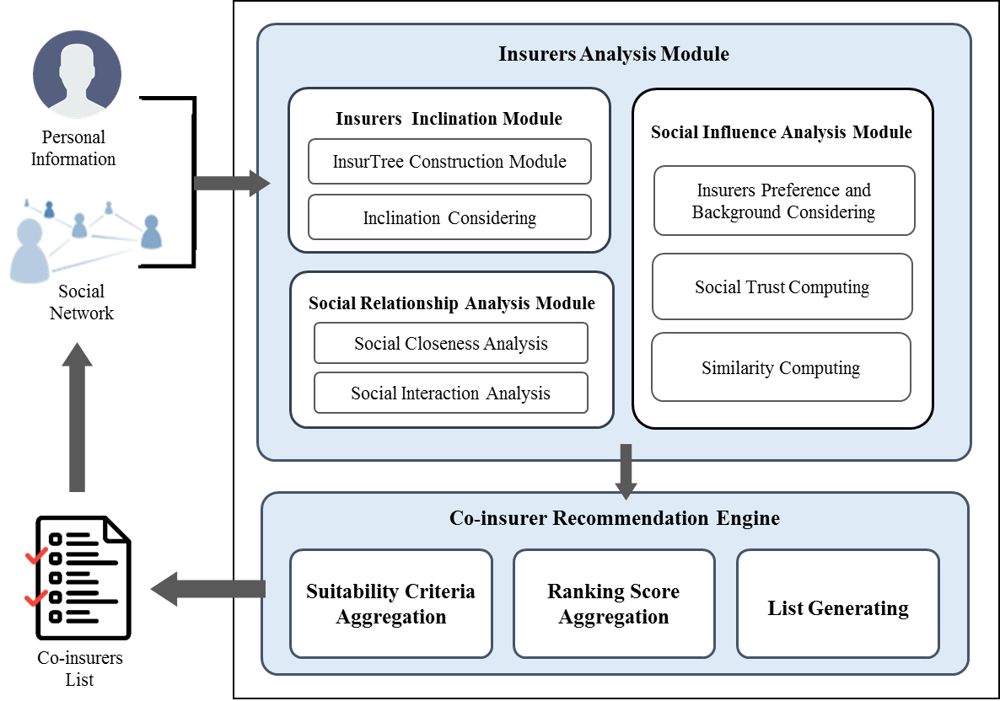 Personal
Information
Social
Network
Co-insurers
List
Insurers Analysis Module
Insurers Inclination Module
InsurTree Construction Module
Inclination Considering
Social Relationship Analysis Module
Social Closeness Analysis
Social Interaction Analysis
Social Influence Analysis Module
Insurers Preference and
Background Considering
Social Trust Computing
Similarity Computing
Co-insurer Recommendation Engine
Suitability Criteria
Aggregation
Ranking Score
Aggregation
List Generating